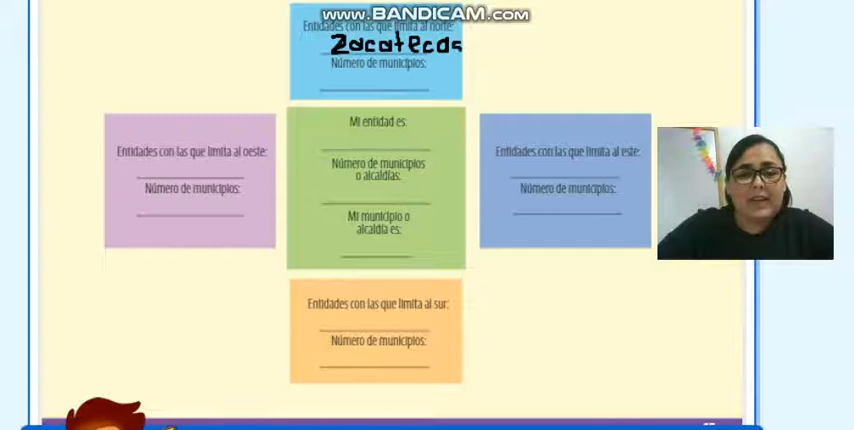 www.BANDICAM.com
Entidades con las que limita al norte:
Zacatecas
Número de municipios:
Mi entidad es:
Entidades con las que limita al oeste:
Número de municipios:
Número de municipios
o alcaldías:
Mi municipio o
alcaldía es:
Entidades con las que limita al este:
Número de municipios:
Entidades con las que limita al sur:
Número de municipios: